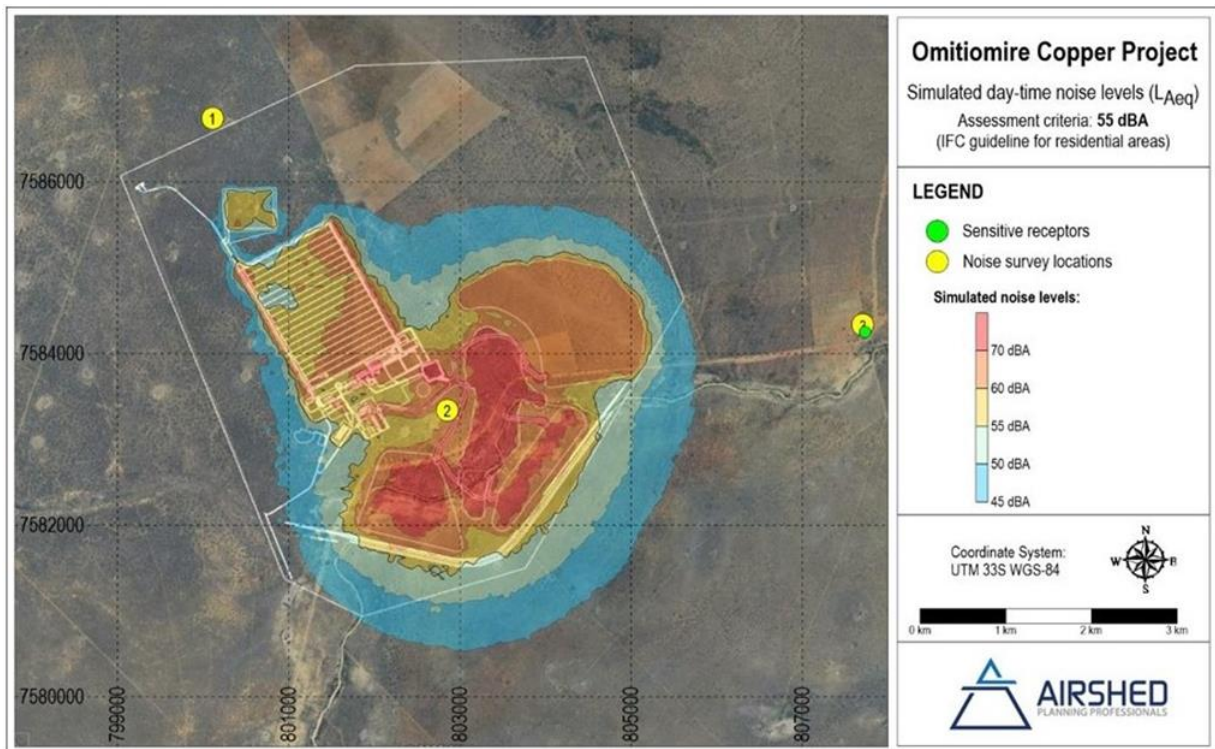 Omitiomire Copper Project
Simulated day-time noise levels (LAeq)
Assessment criteria: 55 dBA
(IFC guideline for residential areas)
LEGEND
Sensitive receptors
Noise survey locations
Simulated noise levels:
70 dBA
60 dBA
55 dBA
50 dBA
45 dBA
Coordinate System:
UTM 33S WGS-84
N
W
E
S
0 km
1 km
2 km
3 km
AIRSHED
PLANNING PROFESSIONALS
1
7586000
7584000
2
7582000
7580000
799000
801000
803000
805000
807000